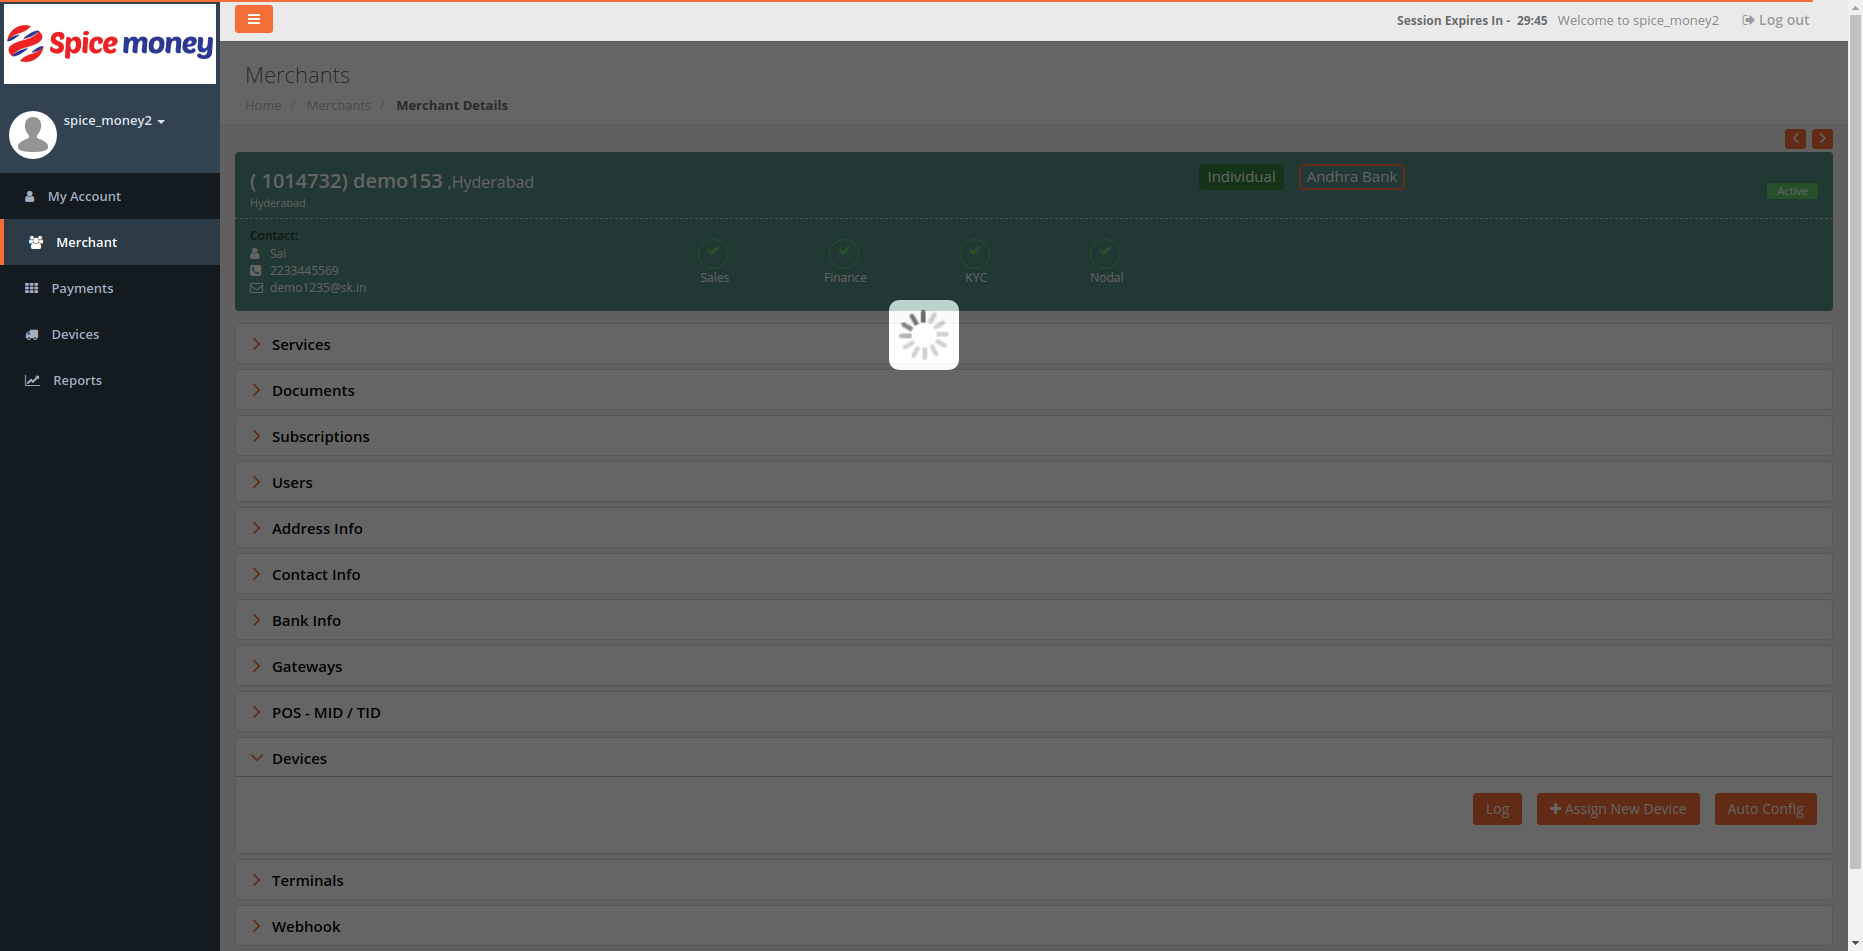 Spice money
Session Expires In - 29:45 Welcome to spice_money2 Log out
spice_money2
My Account
Merchant
Payments
Devices
Reports
Merchants
Home / Merchants / Merchant Details
( 1014732) demo153 ,Hyderabad
Hyderabad
Individual
Andhra Bank
Active
Contact:
Sai
2233445569
demo1235@sk.in
Sales
Finance
KYC
Nodal
Services
Documents
Subscriptions
Users
Address Info
Contact Info
Bank Info
Gateways
POS - MID / TID
Devices
Log
Assign New Device
Auto Config
Terminals
Webhook